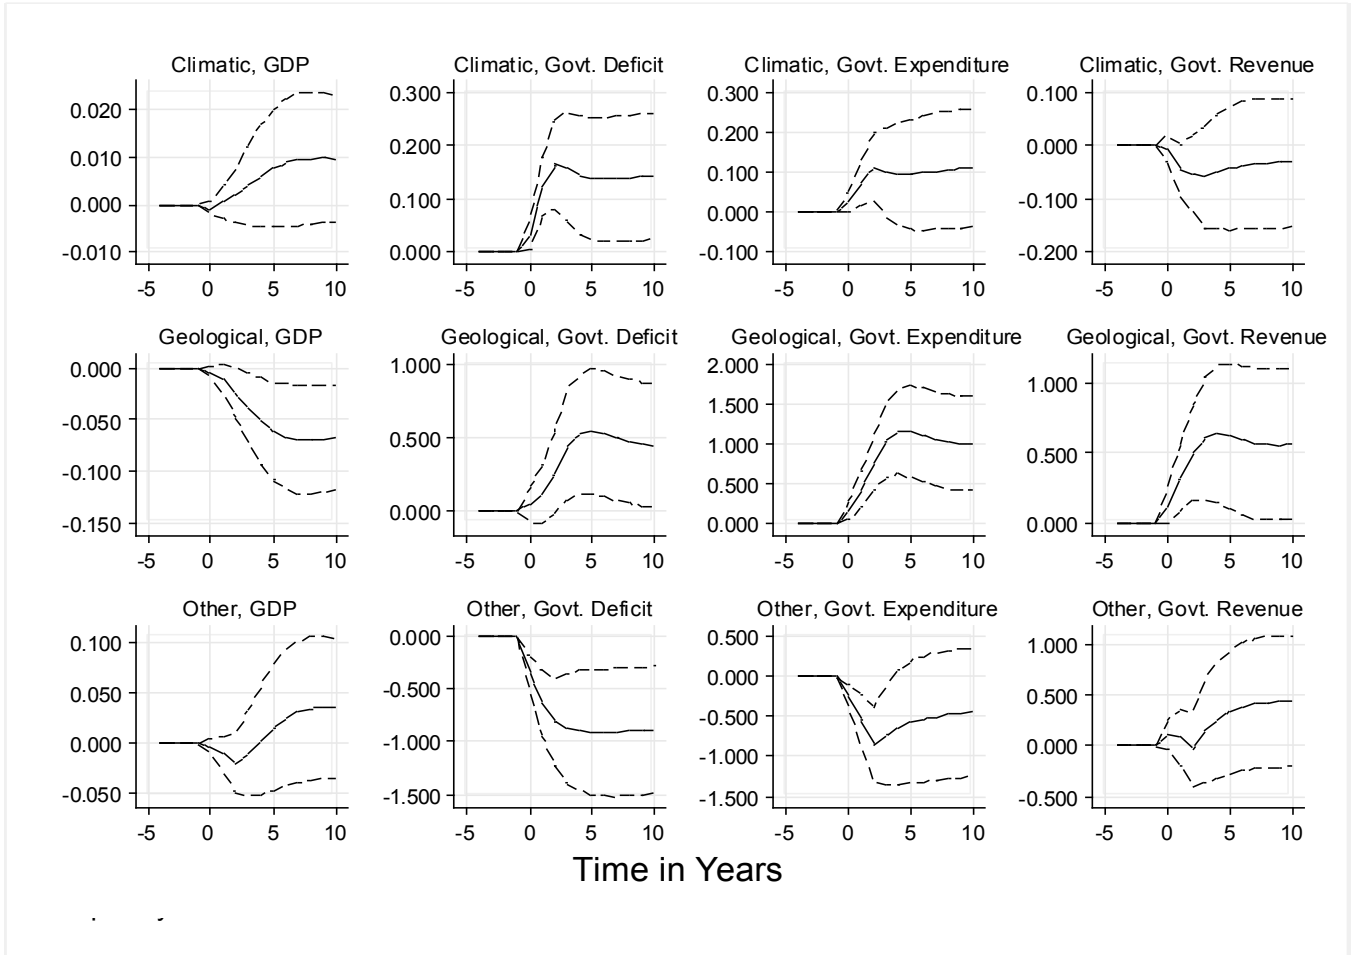 Climatic, GDP Climatic, Govt. Deficit Climatic, Govt. Expenditure Climatic, Govt. Revenue
0.020 0.010 0.000 -0.010
0.300 0.200 0.100 0.000
0.300 0.200 0.100 0.000 -0.100
0.100 0.000 -0.100 -0.200
-5 0 5 10 -5 0 5 10 -5 0 5 10 -5 0 5 10
Geological, GDP Geological, Govt. Deficit Geological, Govt. Expenditure Geological, Govt. Revenue
0.000 -0.050 -0.100 -0.150
1.000 0.500 0.000
2.000 1.500 1.000 0.500 0.000
1.000 0.500 0.000
-5 0 5 10 -5 0 5 10 -5 0 5 10 -5 0 5 10
Other, GDP Other, Govt. Deficit Other, Govt. Expenditure Other, Govt. Revenue
0.100 0.050 0.000 -0.050
0.000 -0.500 -1.000 -1.500
0.500 0.000 -0.500 -1.000 -1.500
1.000 0.500 0.000 -0.500
-5 0 5 10 -5 0 5 10 -5 0 5 10 -5 0 5 10
Time in Years